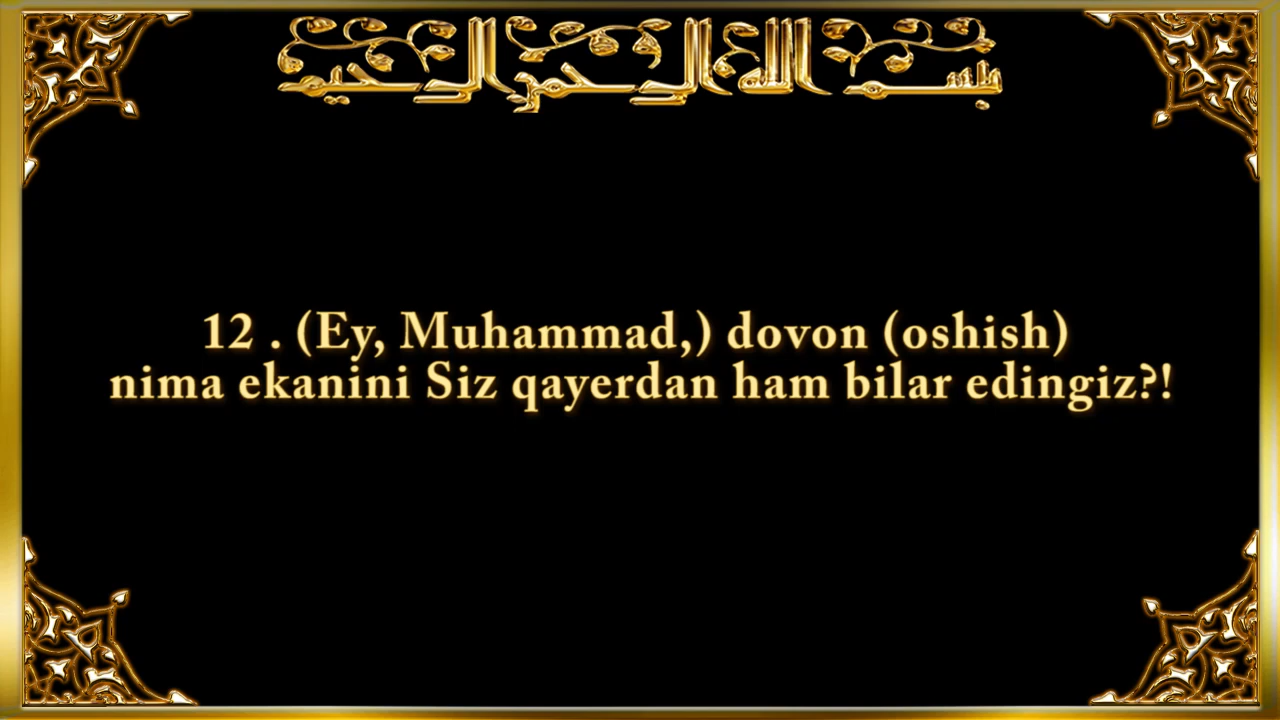 بسم الله الرحمن الرحيم
12 . (Ey, Muhammad,) dovon (oshish)
nima ekanini Siz qayerdan ham bilar edingiz?!